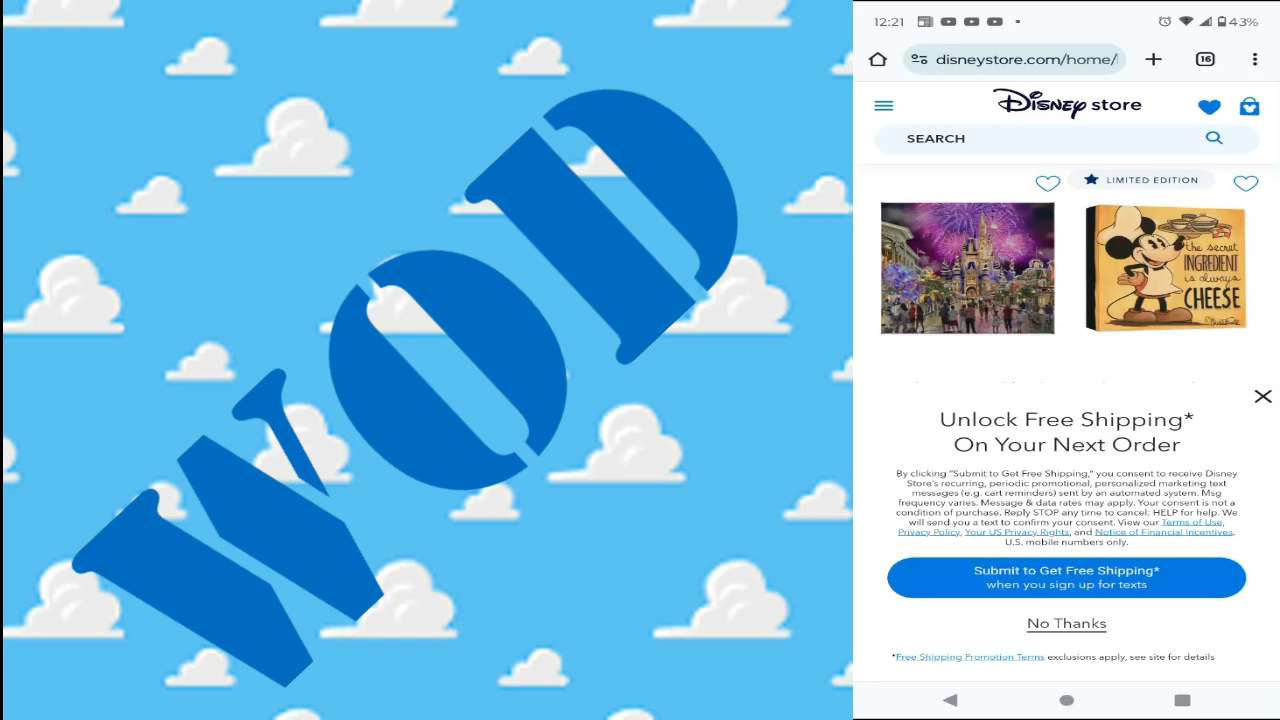 WOD
12:21
43%
disneystore.com/home/
16
Disney store
SEARCH
LIMITED EDITION
the secret
INGREDIENT
is always
CHEESE
Unlock Free Shipping*
On Your Next Order
By clicking "Submit to Get Free Shipping," you consent to receive Disney
Store's recurring, periodic promotional, personalized marketing text
messages (e.g. cart reminders) sent by an automated system. Msg
frequency varies. Message & data rates may apply. Your consent is not a
condition of purchase. Reply STOP any time to cancel; HELP for help. We
will send you a text to confirm your consent. View our Terms of Use,
Privacy Policy, Your US Privacy Rights, and Notice of Financial Incentives.
U.S. mobile numbers only.
Submit to Get Free Shipping*
when you sign up for texts
No Thanks
*Free Shipping Promotion Terms exclusions apply, see site for details